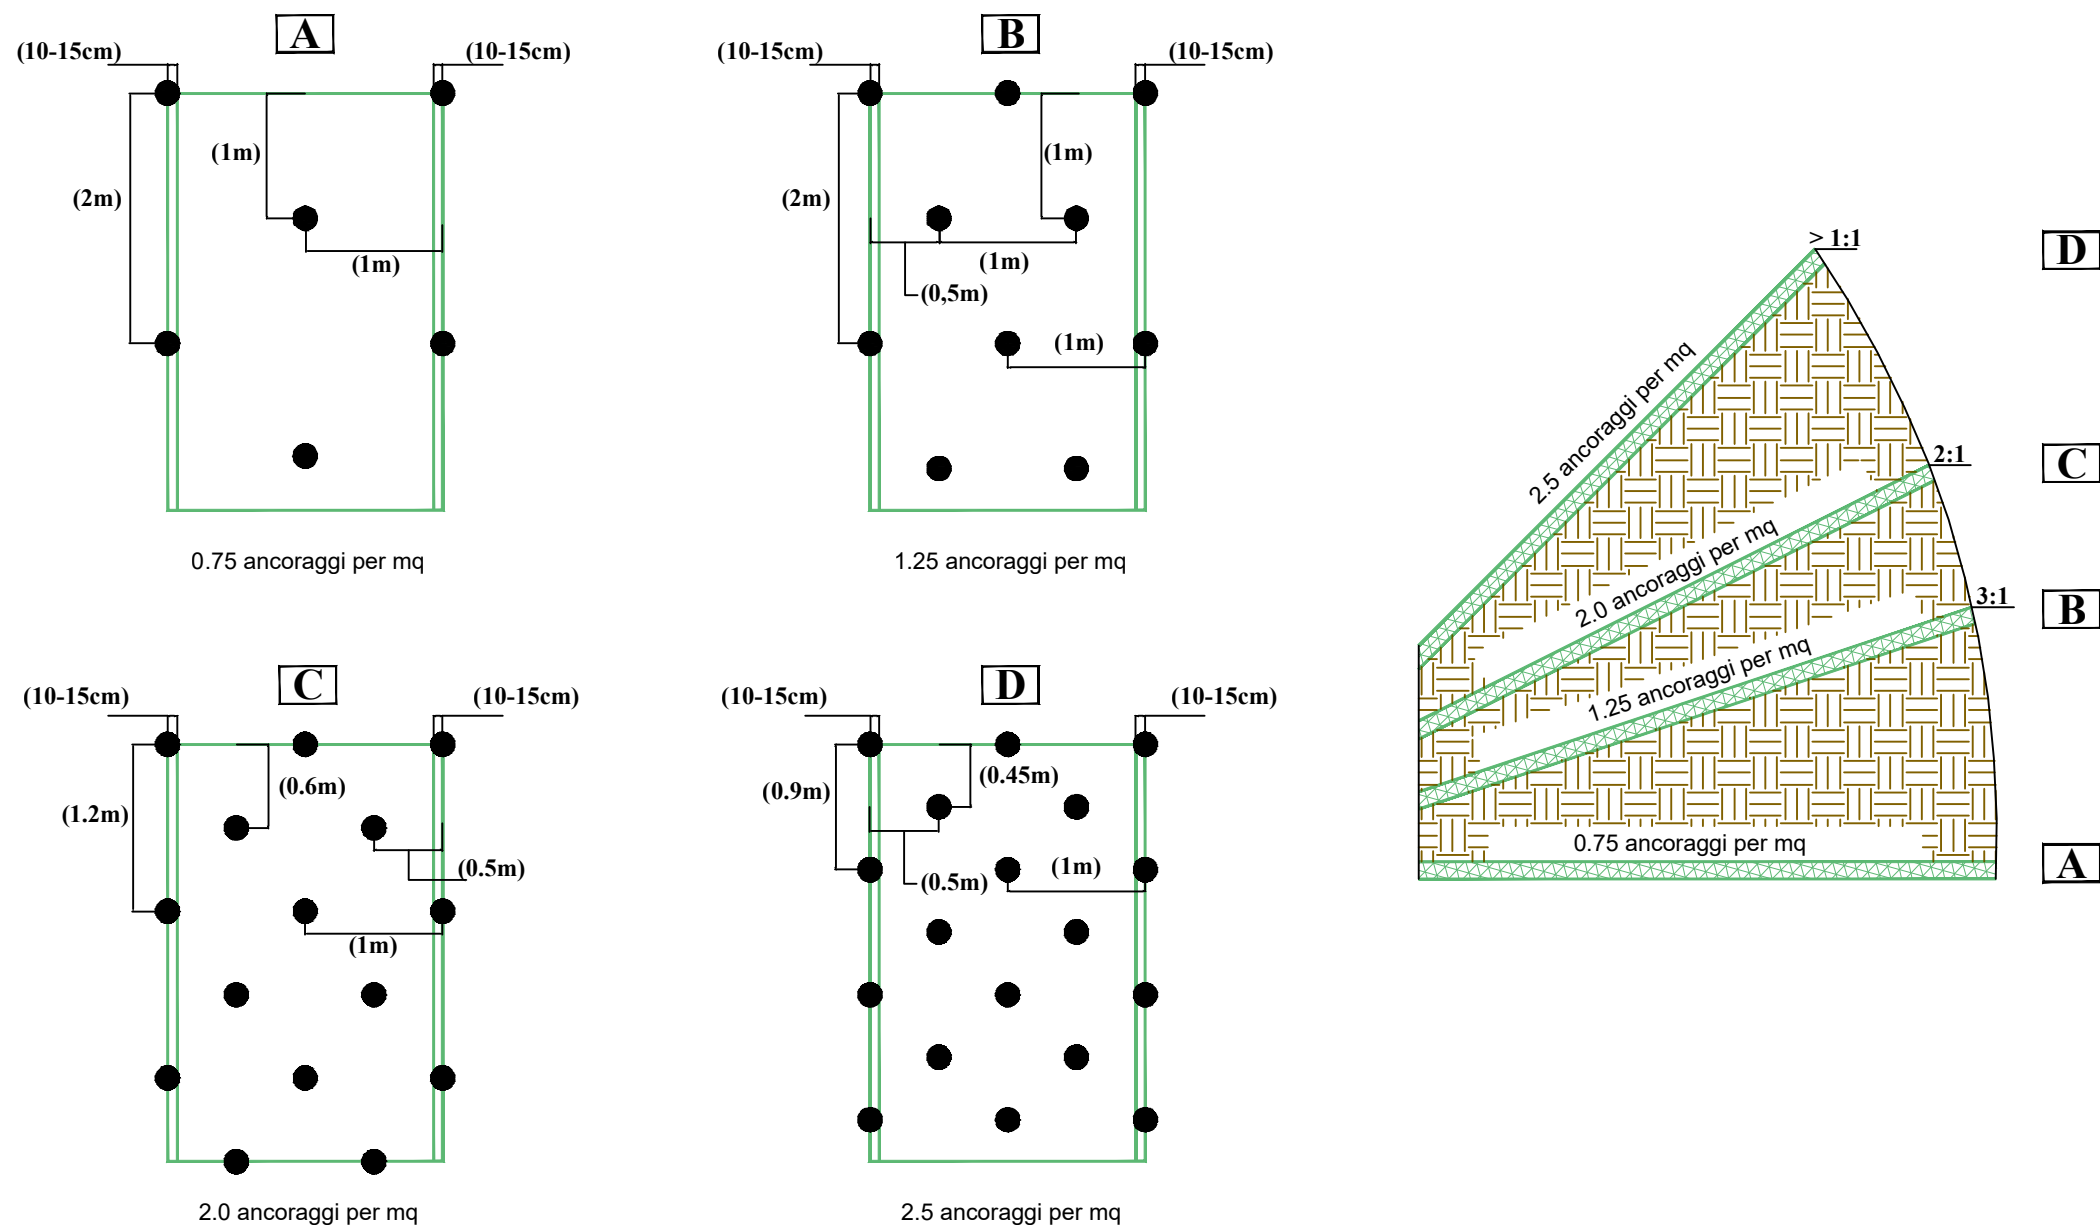 A
(10-15cm)
(10-15cm)
(1m)
(2m)
(1m)
0.75 ancoraggi per mq
B
(10-15cm)
(10-15cm)
(1m)
(2m)
(1m)
(0,5m)
(1m)
1.25 ancoraggi per mq
C
(10-15cm)
(10-15cm)
(0.6m)
(1.2m)
(0.5m)
(1m)
2.0 ancoraggi per mq
D
(10-15cm)
(10-15cm)
(0.45m)
(0.9m)
(1m)
(0.5m)
2.5 ancoraggi per mq
> 1:1
D
2.5 ancoraggi per mq
2:1
C
2.0 ancoraggi per mq
3:1
B
1.25 ancoraggi per mq
0.75 ancoraggi per mq
A